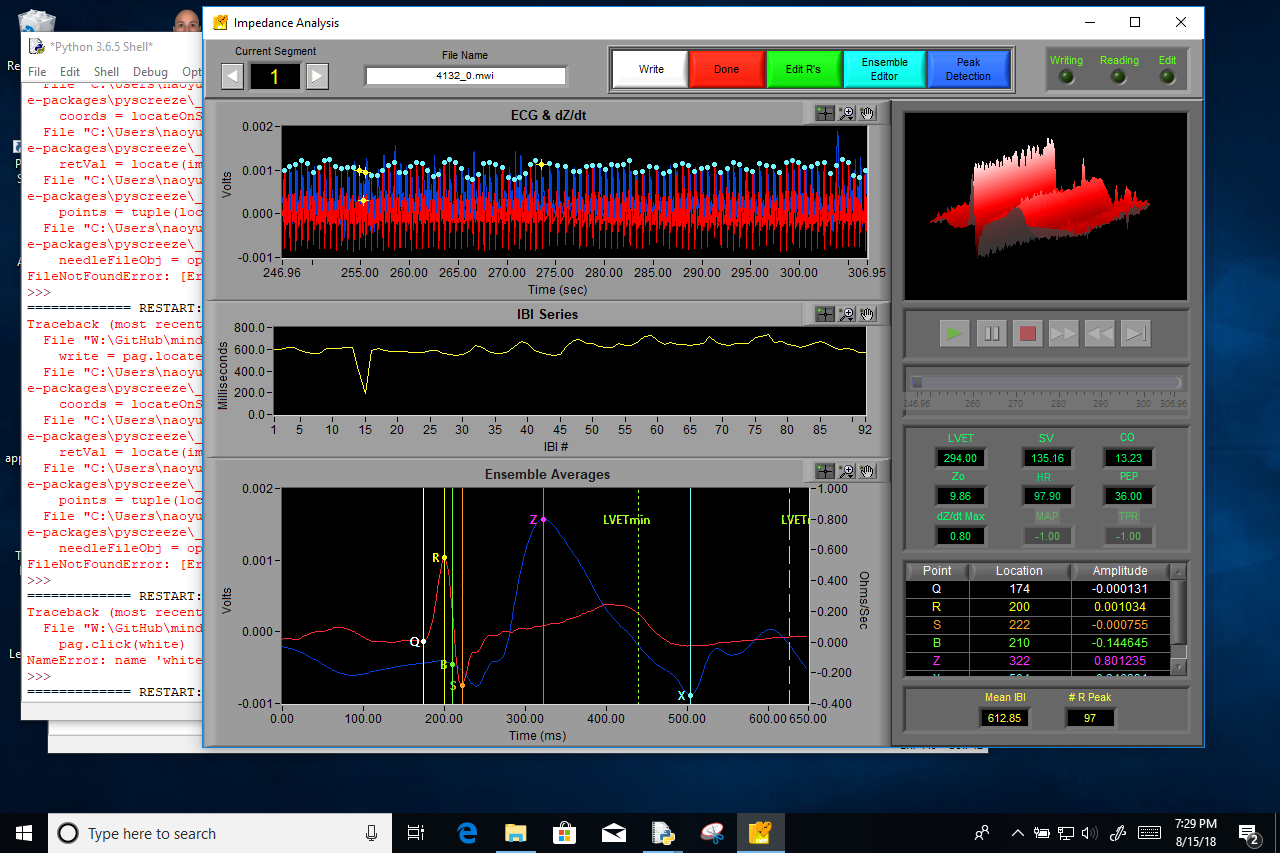 Impedance Analysis
*Python 3.6.5 Shell*
File Edit Shell Debug Opt
e-packages\pyscreeze\_
coords = locateOnS
File "C:\Users\naoyu
e-packages\pyscreeze\_
retVal = locate(im
File "C:\Users\naoyu
e-packages\pyscreeze\_
points = tuple(loc
File "C:\Users\naoyu
e-packages\pyscreeze\_
needleFileObj = op
FileNotFoundError: [Er
>>>
============= RESTART:
Traceback (most recent
File "W:\GitHub\mind
write = pag.locate
File "C:\Users\naoyu
e-packages\pyscreeze\_
coords = locateOnS
File "C:\Users\naoyu
e-packages\pyscreeze\_
retVal = locate(im
File "C:\Users\naoyu
e-packages\pyscreeze\_
points = tuple(loc
File "C:\Users\naoyu
e-packages\pyscreeze\_
needleFileObj = op
FileNotFoundError: [Er
>>>
============= RESTART:
Traceback (most recent
File "W:\GitHub\mind
pag.click(white)
NameError: name 'white
>>>
============= RESTART:
Current Segment
1
File Name
4132_0.mwi
Write
Done
Edit R's
Ensemble
Editor
Peak
Detection
Writing Reading Edit
ECG & dZ/dt
Volts
0.002
0.001
0.000
-0.001
246.96 255.00 260.00 265.00 270.00 275.00 280.00 285.00 290.00 295.00 300.00 306.95
Time (sec)
IBI Series
Milliseconds
800.0
600.0
400.0
200.0
0.0
1 5 10 15 20 25 30 35 40 45 50 55 60 65 70 75 80 85 92
IBI #
Ensemble Averages
Volts
0.002
0.001
0.000
-0.001
R
Q
B
S
Z
LVETmin
X
1.000
0.800
0.600
0.400
0.200
0.000
-0.200
-0.400
Ohms/Sec
0.00 100.00 200.00 300.00 400.00 500.00 600.00 650.00
Time (ms)
246.96 260 270 280 290 300 306.96
LVET SV CO
294.00 135.16 13.23
Zo HR PEP
9.86 97.90 36.00
dZ/dt Max MAP TPR
0.80 -1.00 -1.00
Point Location Amplitude
Q 174 -0.000131
R 200 0.001034
S 222 -0.000755
B 210 -0.144645
Z 322 0.801235
Mean IBI # R Peak
612.85 97
Type here to search
7:29 PM
8/15/18
2